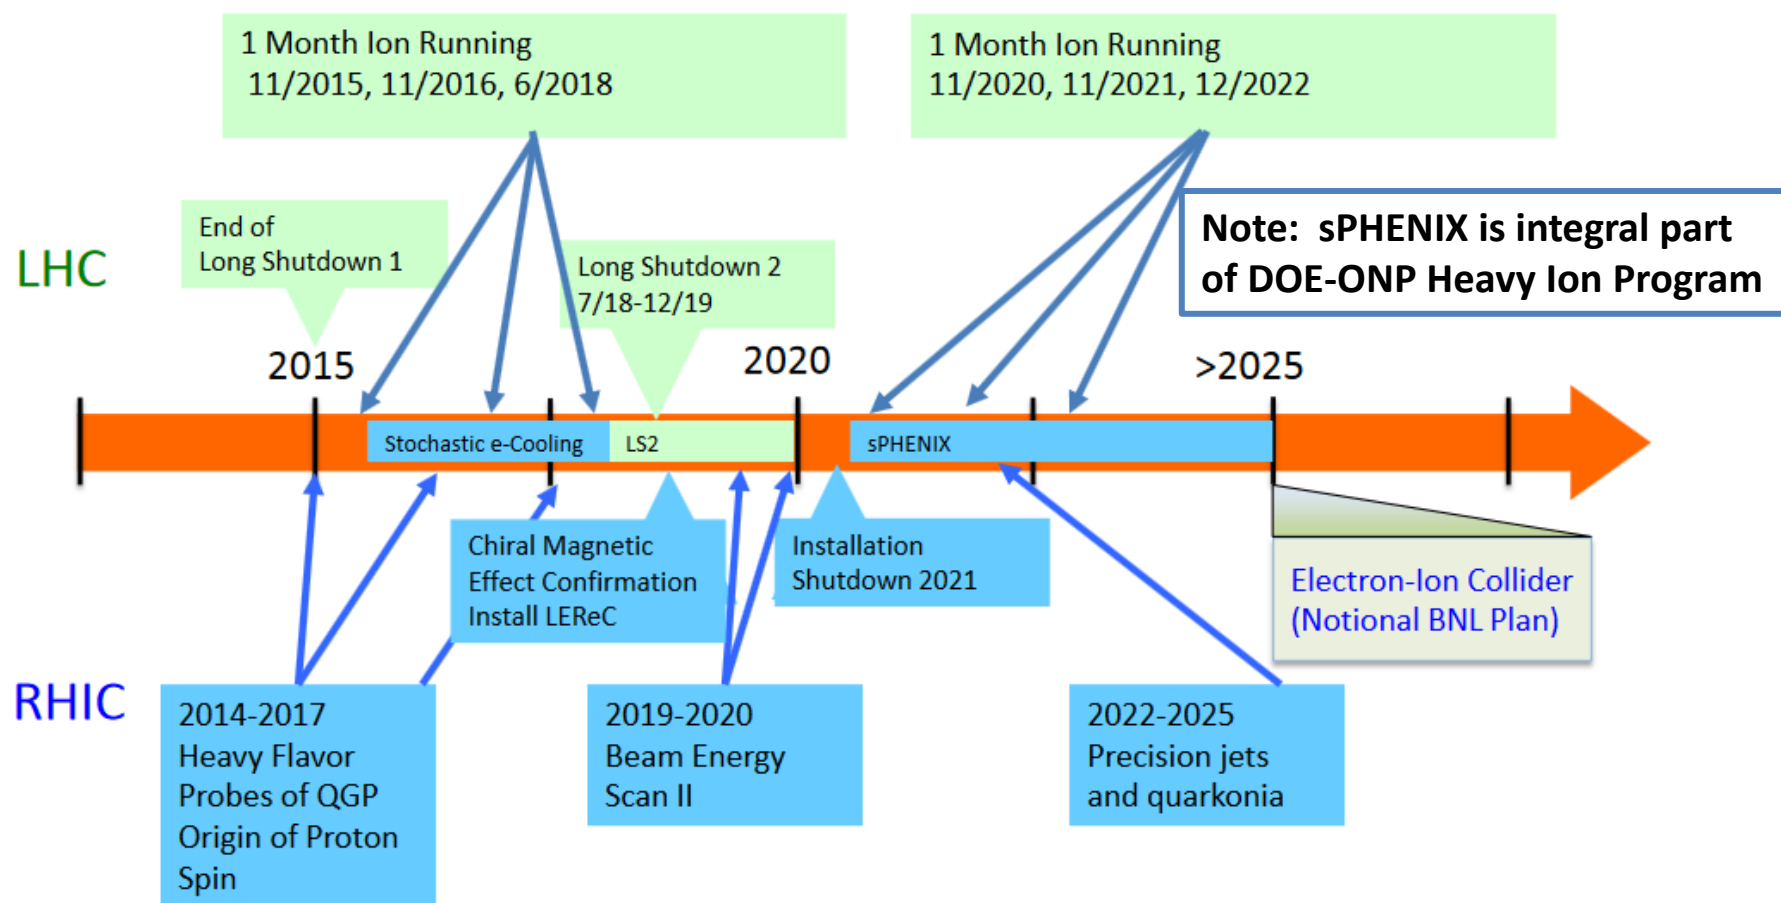 1 Month Ion Running
11/2015, 11/2016, 6/2018
1 Month Ion Running
11/2020, 11/2021, 12/2022
End of
Long Shutdown 1
LHC
Long Shutdown 2
7/18-12/19
Note:  sPHENIX is integral part
of DOE-ONP Heavy Ion Program
2015
2020
>2025
Stochastic e-Cooling
LS2
sPHENIX
Chiral Magnetic
Effect Confirmation
Install LEReC
Installation
Shutdown 2021
Electron-Ion Collider
(Notional BNL Plan)
RHIC
2014-2017
Heavy Flavor
Probes of QGP
Origin of Proton
Spin
2019-2020
Beam Energy
Scan II
2022-2025
Precision jets
and quarkonia